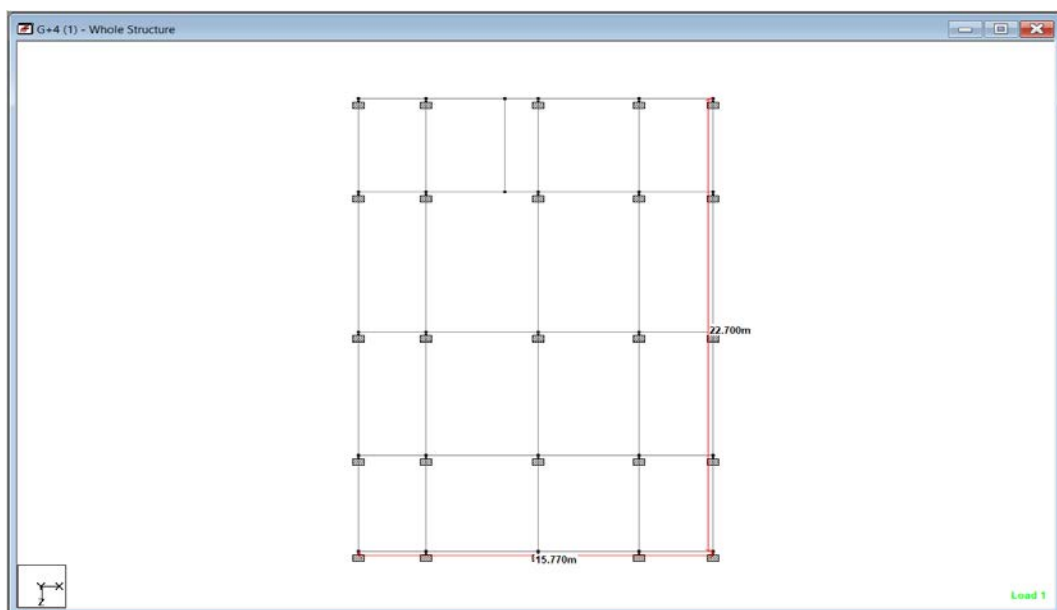 G+4 (1) - Whole Structure
22.700m
15.770m
Y X
Z
Load 1